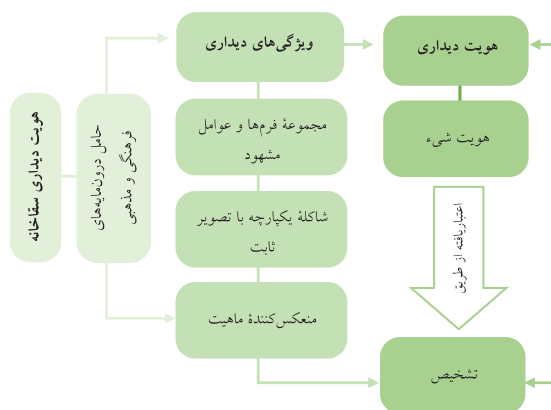 هویت دیداری
ویژگی‌های دیداری
هویت شیء
مجموعهٔ فرم‌ها و عوامل
مشهود
حامل درون‌مایه‌های
فرهنگی و مذهبی
هویت دیداری سقاخانه
اعتباریافته از طریق
شاکلهٔ یکپارچه با تصویر
ثابت
منعکس‌کنندهٔ ماهیت
تشخیص